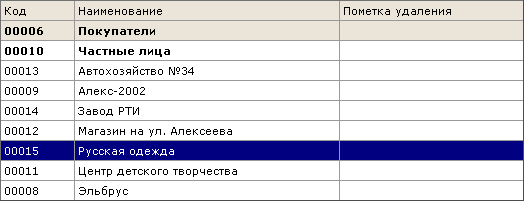 Код Наименование Пометка удаления
00006 Покупатели
00010 Частные лица
00013 Автохозяйство №34
00009 Алекс-2002
00014 Завод РТИ
00012 Магазин на ул. Алексеева
00015 Русская одежда
00011 Центр детского творчества
00008 Эльбрус